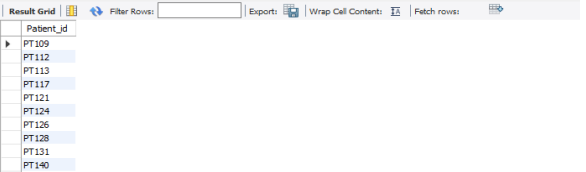 Result Grid Filter Rows: Export: Wrap Cell Content: Fetch rows:
Patient_id
PT109
PT112
PT113
PT117
PT121
PT124
PT126
PT128
PT131
PT140